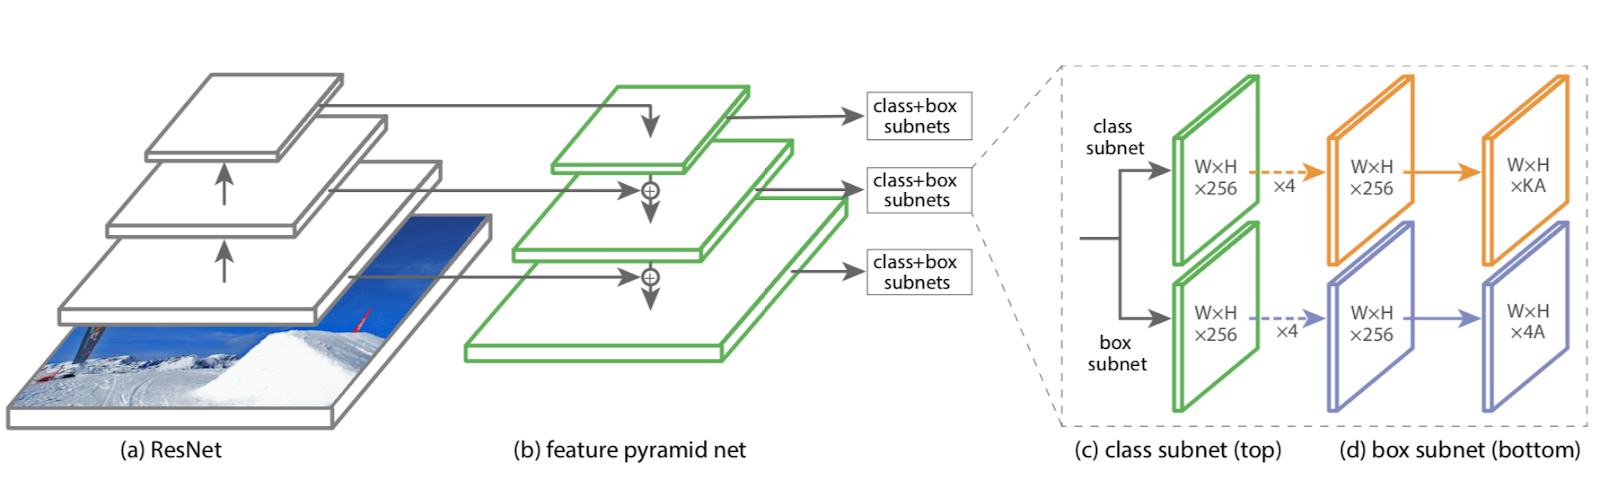 class+box
subnets
class+box
subnets
class+box
subnets
class
subnet
W×H
×256
×4
W×H
×256
W×H
×KA
box
subnet
W×H
×256
×4
W×H
×256
W×H
×4A
(a) ResNet
(b) feature pyramid net
(c) class subnet (top)
(d) box subnet (bottom)